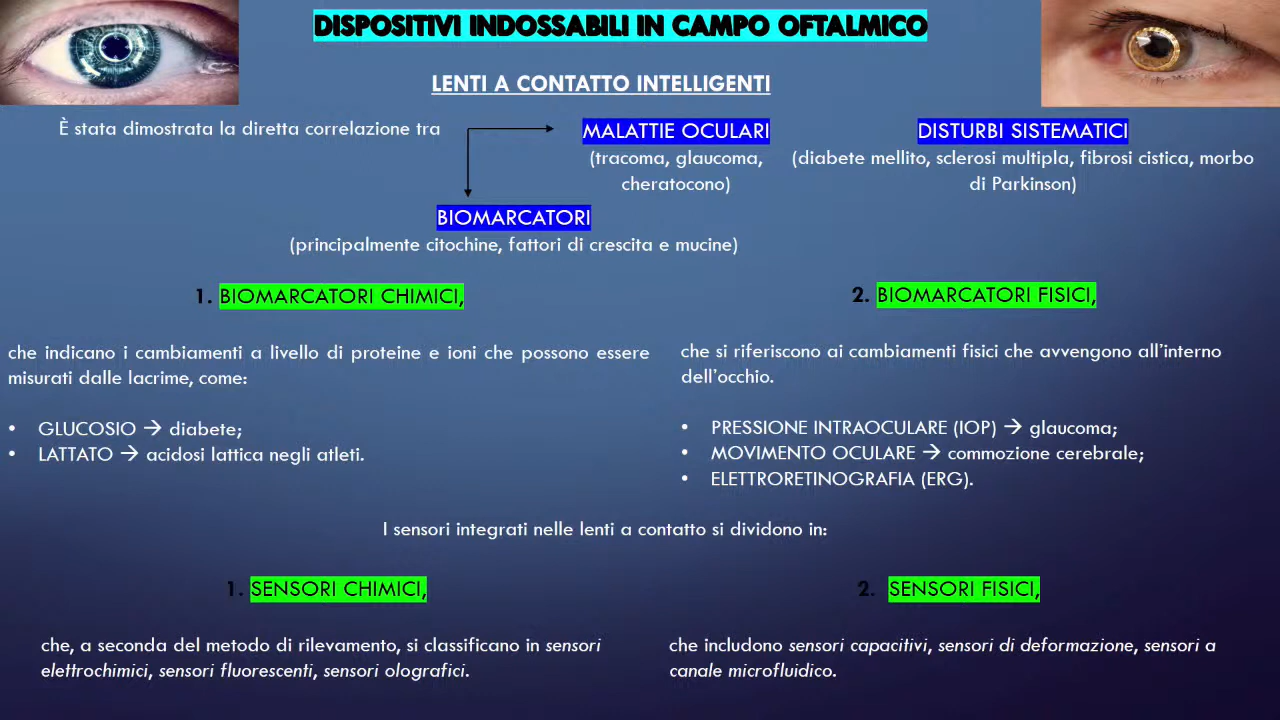 DISPOSITIVI INDOSSABILI IN CAMPO OFTALMICO
LENTI A CONTATTO INTELLIGENTI
È stata dimostrata la diretta correlazione tra
MALATTIE OCULARI
(tracoma, glaucoma,
cheratocono)
DISTURBI SISTEMATICI
(diabete mellito, sclerosi multipla, fibrosi cistica, morbo
di Parkinson)
BIOMARCATORI
(principalmente citochine, fattori di crescita e mucine)
1. BIOMARCATORI CHIMICI,
che indicano i cambiamenti a livello di proteine e ioni che possono essere
misurati dalle lacrime, come:
• GLUCOSIO → diabete;
• LATTATO → acidosi lattica negli atleti.
2. BIOMARCATORI FISICI,
che si riferiscono ai cambiamenti fisici che avvengono all'interno
dell'occhio.
• PRESSIONE INTRAOCULARE (IOP) → glaucoma;
• MOVIMENTO OCULARE → commozione cerebrale;
• ELETTRORETINOGRAFIA (ERG).
I sensori integrati nelle lenti a contatto si dividono in:
1. SENSORI CHIMICI,
che, a seconda del metodo di rilevamento, si classificano in sensori
elettrochimici, sensori fluorescenti, sensori olografici.
2. SENSORI FISICI,
che includono sensori capacitivi, sensori di deformazione, sensori a
canale microfluidico.